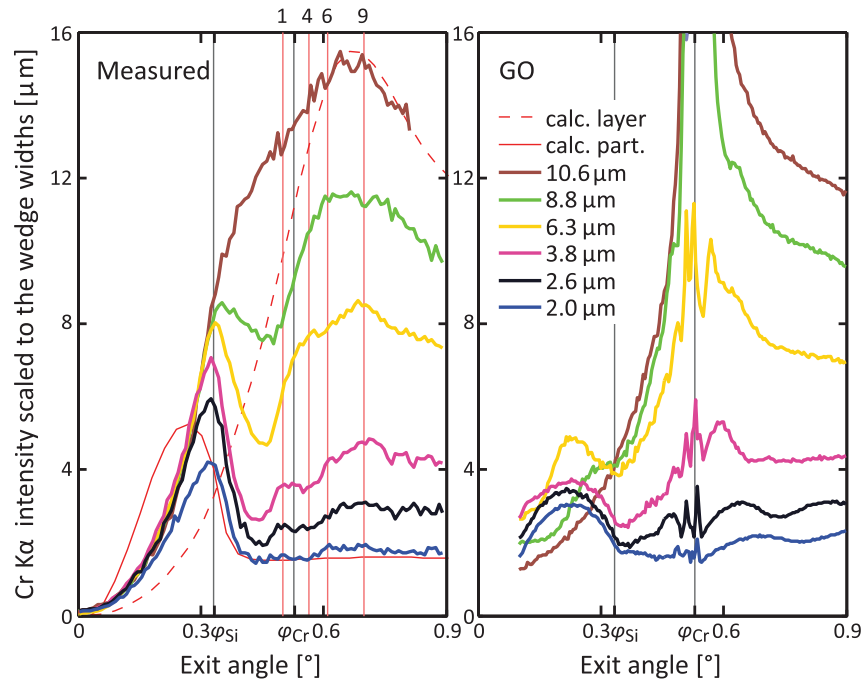 1 4 6 9
16
Measured
12
8
4
0
0 0.3 φSi φCr 0.6 0.9
Exit angle [°]
Cr Kα intensity scaled to the wedge widths [µm]
16
GO
calc. layer
calc. part.
10.6 µm
8.8 µm
6.3 µm
3.8 µm
2.6 µm
2.0 µm
12
8
4
0
0 0.3 φSi φCr 0.6 0.9
Exit angle [°]